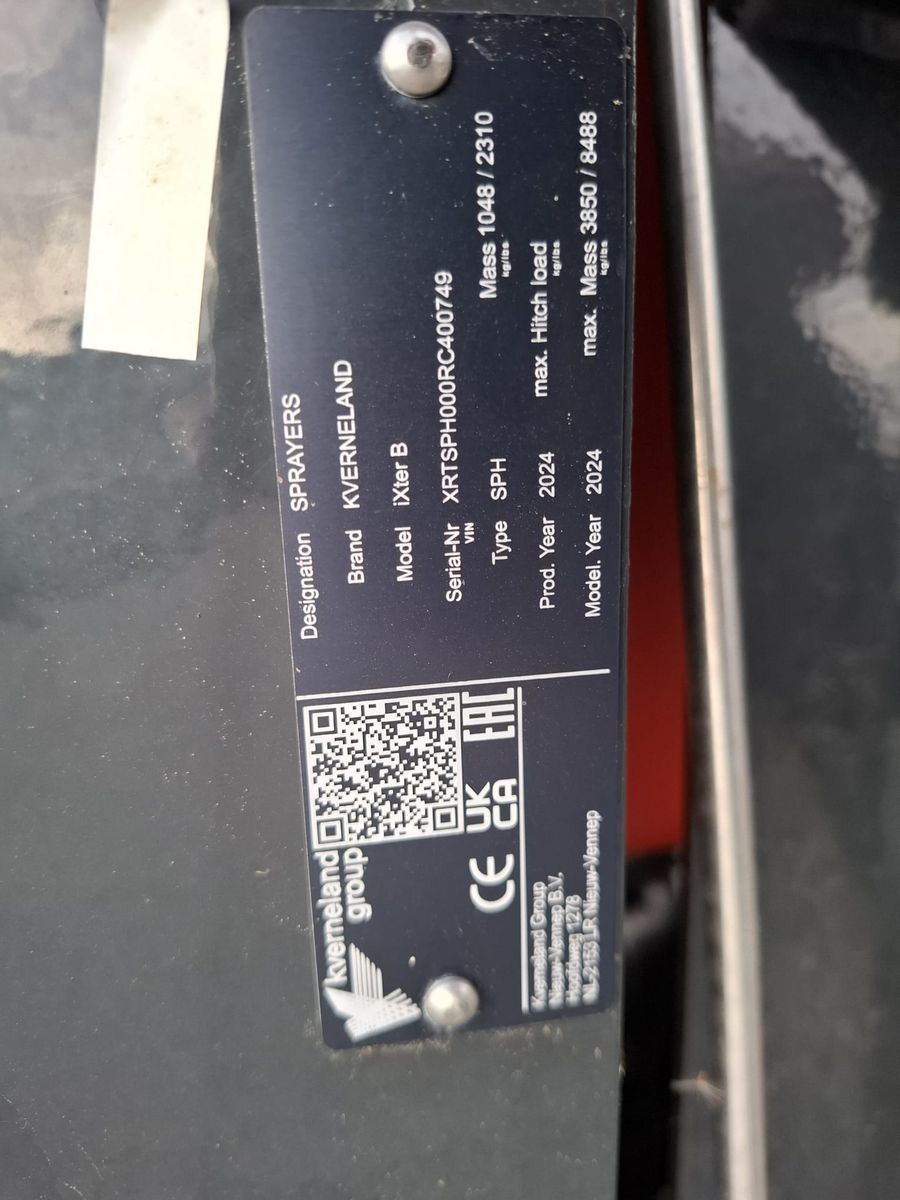 kverneland
group
CE
UK
CA
EAC
Kverneland Group
Nieuw-Vennep B.V.
Hoofdweg 1278
NL-2153 LR Nieuw-Vennep
Designation SPRAYERS
Brand KVERNELAND
Model iXter B
Serial-Nr XRTSPH000RC400749
VIN
Type SPH Mass 1048 / 2310
kg/lbs
Prod. Year 2024 max. Hitch load
kg/lbs
Model. Year 2024 max. Mass 3850 / 8488
kg/lbs